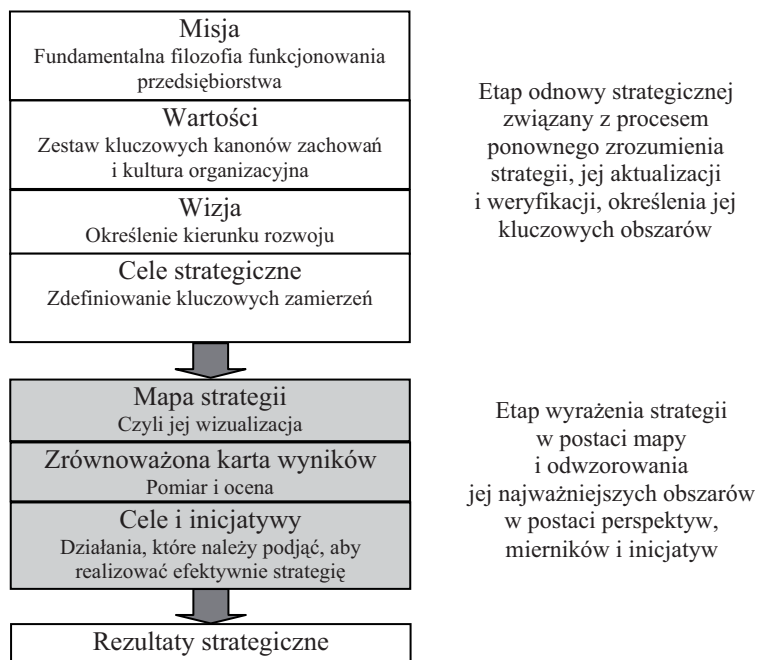 Misja
Fundamentalna filozofia funkcjonowania
przedsiębiorstwa
Wartości
Zestaw kluczowych kanonów zachowań
i kultura organizacyjna
Wizja
Określenie kierunku rozwoju
Cele strategiczne
Zdefiniowanie kluczowych zamierzeń
Etap odnowy strategicznej
związany z procesem
ponownego zrozumienia
strategii, jej aktualizacji
i weryfikacji, określenia jej
kluczowych obszarów
Mapa strategii
Czyli jej wizualizacja
Zrównoważona karta wyników
Pomiar i ocena
Cele i inicjatywy
Działania, które należy podjąć, aby
realizować efektywnie strategię
Etap wyrażenia strategii
w postaci mapy
i odwzorowania
jej najważniejszych obszarów
w postaci perspektyw,
mierników i inicjatyw
Rezultaty strategiczne